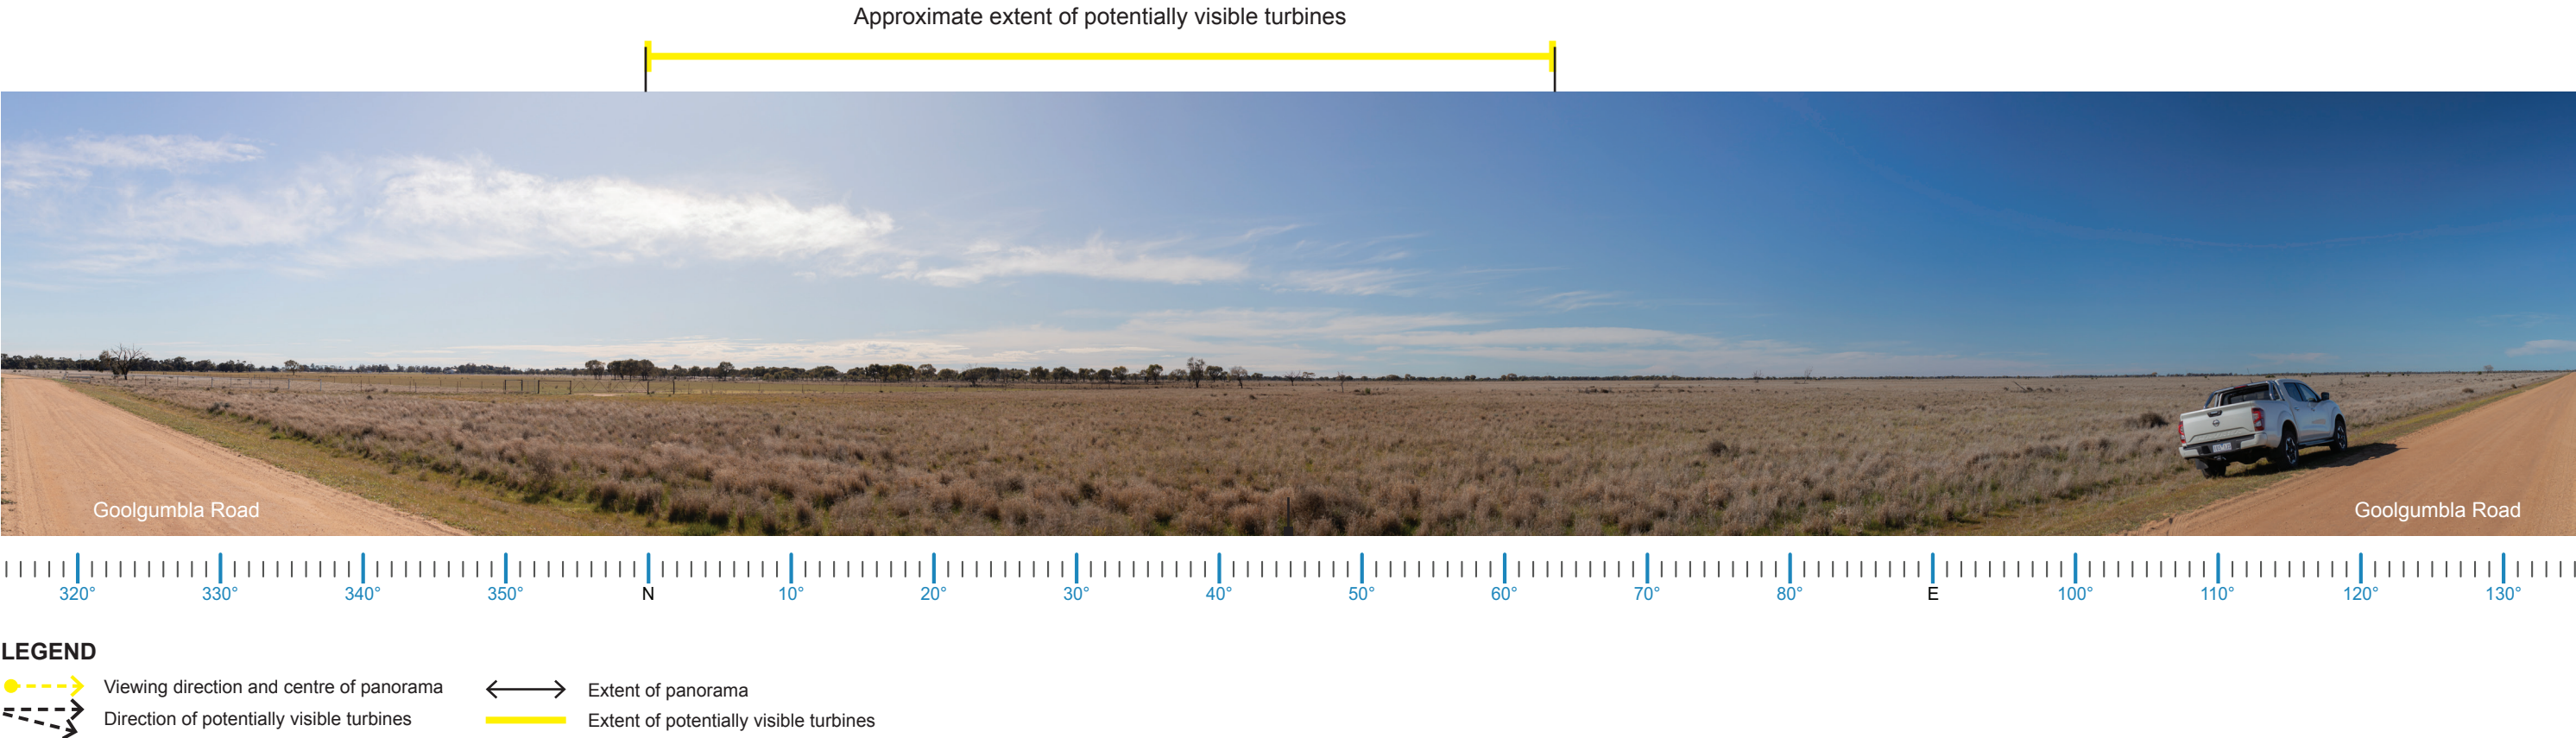 Approximate extent of potentially visible turbines
Goolgumbla Road
Goolgumbla Road
320° 330° 340° 350° N 10° 20° 30° 40° 50° 60° 70° 80° E 100° 110° 120° 130°
LEGEND
Viewing direction and centre of panorama
Extent of panorama
Direction of potentially visible turbines
Extent of potentially visible turbines